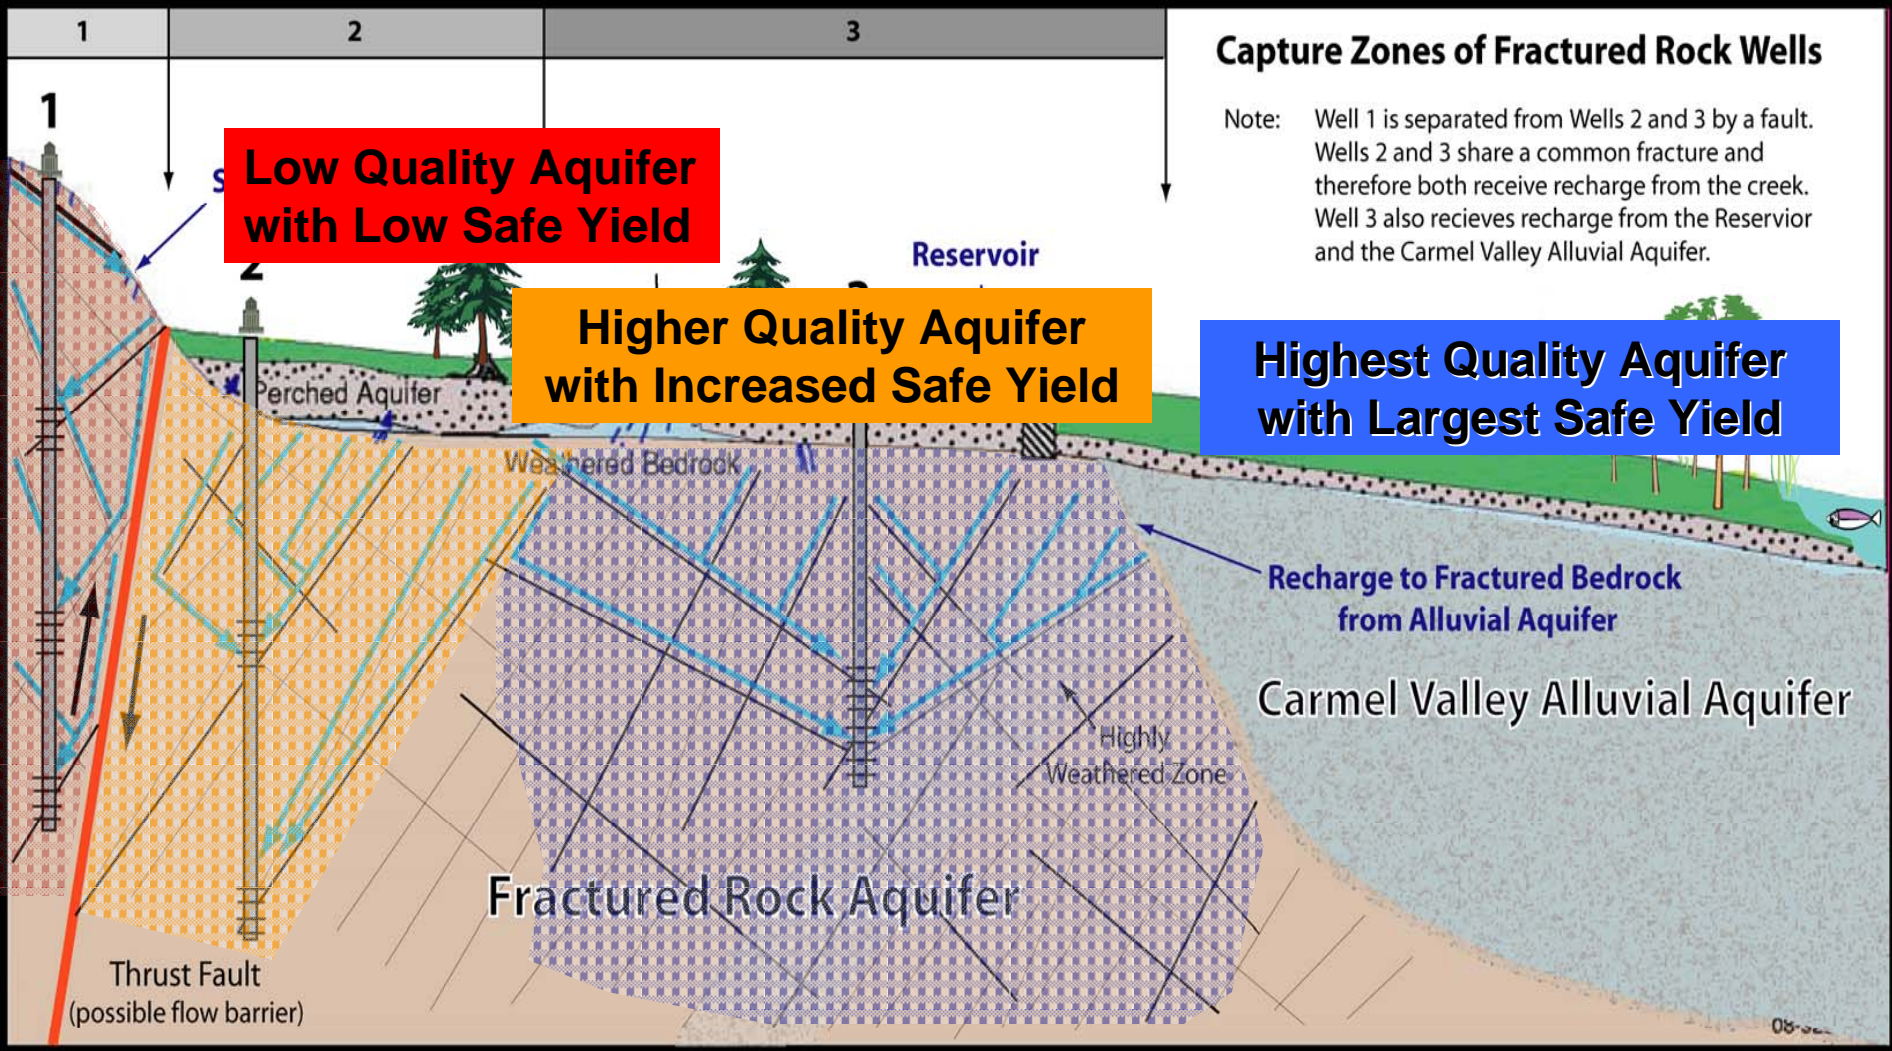 1
2
3
Capture Zones of Fractured Rock Wells
Note: Well 1 is separated from Wells 2 and 3 by a fault.
Wells 2 and 3 share a common fracture and
therefore both receive recharge from the creek.
Well 3 also recieves recharge from the Reservior
and the Carmel Valley Alluvial Aquifer.
1
Low Quality Aquifer
with Low Safe Yield
2
Reservoir
Higher Quality Aquifer
with Increased Safe Yield
Highest Quality Aquifer
with Largest Safe Yield
Perched Aquifer
Weathered Bedrock
Recharge to Fractured Bedrock
from Alluvial Aquifer
Carmel Valley Alluvial Aquifer
Highly
Weathered Zone
Fractured Rock Aquifer
Thrust Fault
(possible flow barrier)